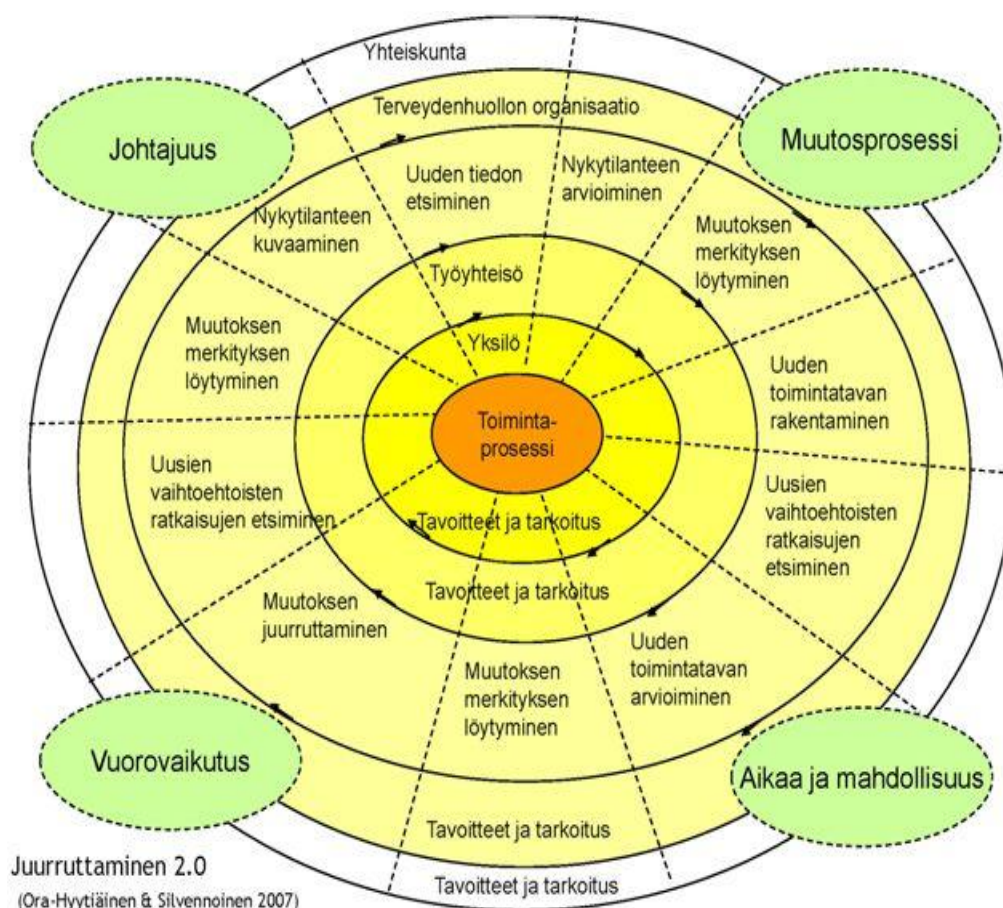 Yhteiskunta
Terveydenhuollon organisaatio
Johtajuus
Muutosprosessi
Uuden tiedon
etsiminen
Nykytilanteen
arvioiminen
Nykytilanteen
kuvaaminen
Muutoksen
merkityksen
löytyminen
Työyhteisö
Yksilö
Muutoksen
merkityksen
löytyminen
Uuden
toimintatavan
rakentaminen
Toiminta-
prosessi
Uusien
vaihtoehtoisten
ratkaisujen etsiminen
Uusien
vaihtoehtoisten
ratkaisujen
etsiminen
Tavoitteet ja tarkoitus
Tavoitteet ja tarkoitus
Muutoksen
juurruttaminen
Muutoksen
merkityksen
löytyminen
Uuden
toimintatavan
arvioiminen
Vuorovaikutus
Aikaa ja mahdollisuus
Tavoitteet ja tarkoitus
Tavoitteet ja tarkoitus
Juurruttaminen 2.0
(Ora-Hyytiäinen & Silvennoinen 2007)